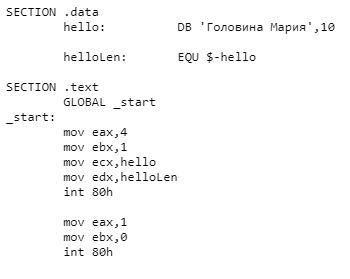 SECTION .data
hello: DB 'Головина Мария',10
helloLen: EQU $-hello
SECTION .text
GLOBAL _start
_start:
mov eax,4
mov ebx,1
mov ecx,hello
mov edx,helloLen
int 80h
mov eax,1
mov ebx,0
int 80h